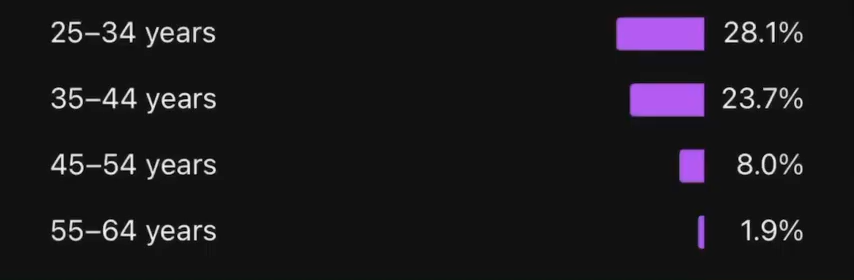 25–34 years 28.1%
35–44 years 23.7%
45–54 years 8.0%
55–64 years 1.9%